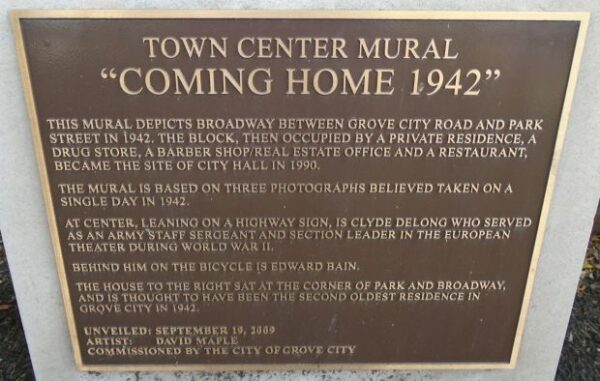 TOWN CENTER MURAL
“COMING HOME 1942”
THIS MURAL DEPICTS BROADWAY BETWEEN GROVE CITY ROAD AND PARK
STREET IN 1942. THE BLOCK, THEN OCCUPIED BY A PRIVATE RESIDENCE, A
DRUG STORE, A BARBER SHOP/REAL ESTATE OFFICE AND A RESTAURANT,
BECAME THE SITE OF CITY HALL IN 1990.
THE MURAL IS BASED ON THREE PHOTOGRAPHS BELIEVED TAKEN ON A
SINGLE DAY IN 1942.
AT CENTER, LEANING ON A HIGHWAY SIGN, IS CLYDE DELONG WHO SERVED
AS AN ARMY STAFF SERGEANT AND SECTION LEADER IN THE EUROPEAN
THEATER DURING WORLD WAR II.
BEHIND HIM ON THE BICYCLE IS EDWARD BAIN.
THE HOUSE TO THE RIGHT SAT AT THE CORNER OF PARK AND BROADWAY,
AND IS THOUGHT TO HAVE BEEN THE SECOND OLDEST RESIDENCE IN
GROVE CITY IN 1942.
UNVEILED: SEPTEMBER 19, 2009
ARTIST: DAVID MAPLE
COMMISSIONED BY THE CITY OF GROVE CITY